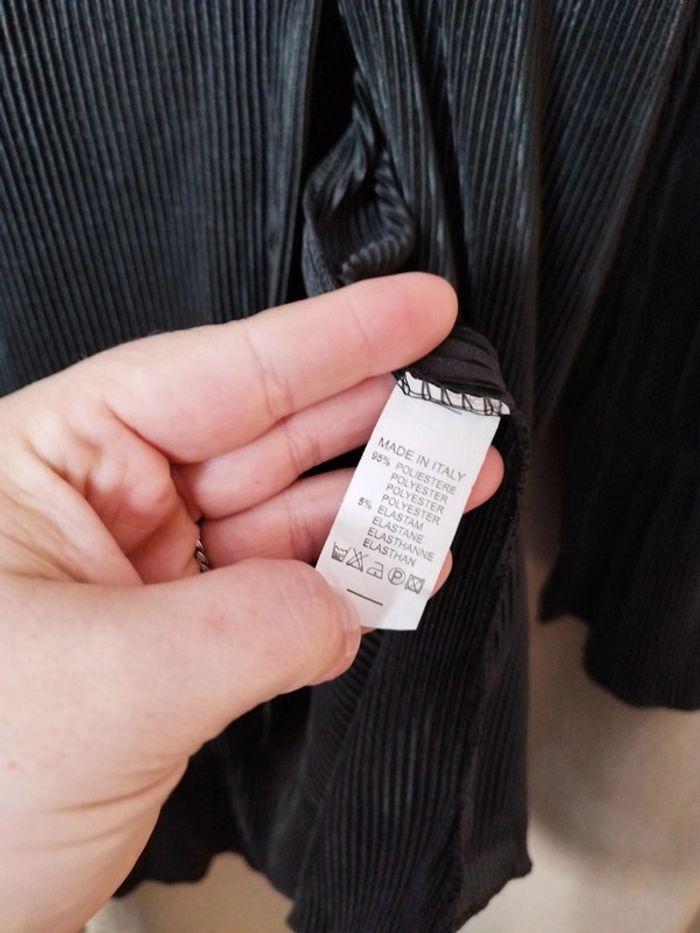 MADE IN ITALY
95% POLIESTERE
POLYESTER
POLYESTER
POLYESTER
5% ELASTAM
ELASTANE
ELASTHANNE
ELASTHAN
P